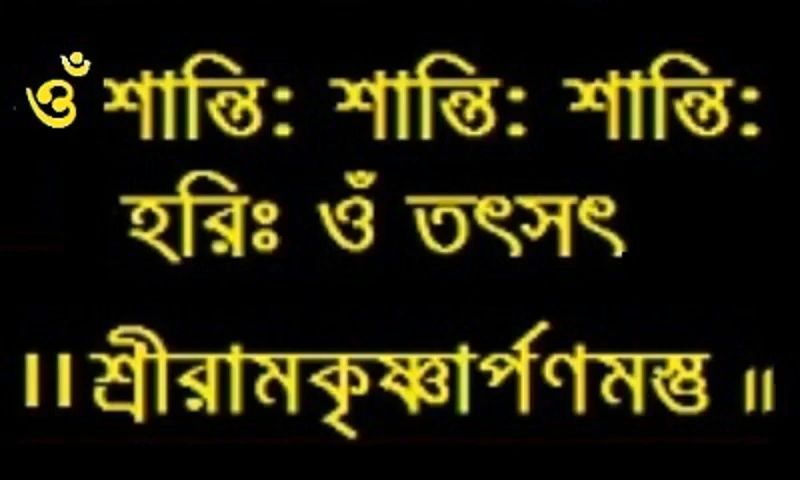 ওঁ শান্তি: শান্তি: শান্তি:
হরিঃ ওঁ তৎসৎ
।। শ্রীরামকৃষ্ণার্পণমস্তু ॥